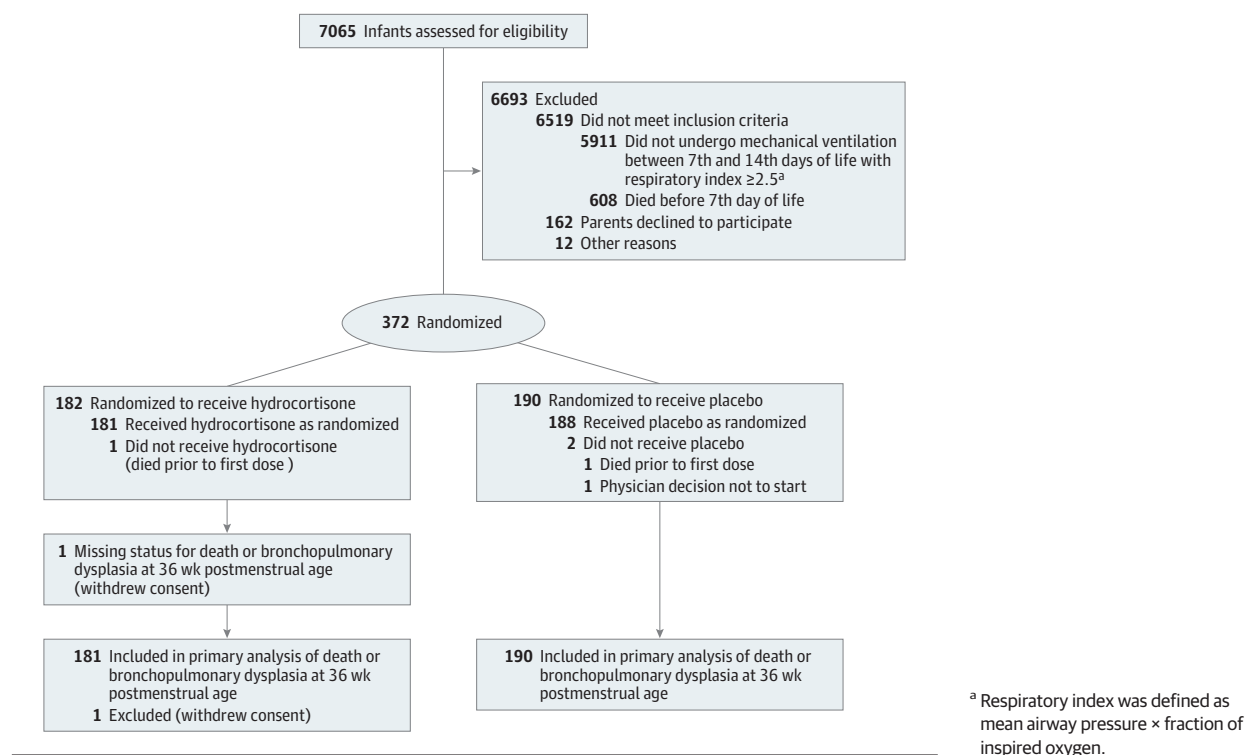 7065 Infants assessed for eligibility
6693 Excluded
6519 Did not meet inclusion criteria
5911 Did not undergo mechanical ventilation
between 7th and 14th days of life with
respiratory index ≥2.5a
608 Died before 7th day of life
162 Parents declined to participate
12 Other reasons
372 Randomized
182 Randomized to receive hydrocortisone
181 Received hydrocortisone as randomized
1 Did not receive hydrocortisone
(died prior to first dose )
190 Randomized to receive placebo
188 Received placebo as randomized
2 Did not receive placebo
1 Died prior to first dose
1 Physician decision not to start
1 Missing status for death or bronchopulmonary
dysplasia at 36 wk postmenstrual age
(withdrew consent)
181 Included in primary analysis of death or
bronchopulmonary dysplasia at 36 wk
postmenstrual age
1 Excluded (withdrew consent)
190 Included in primary analysis of death or
bronchopulmonary dysplasia at 36 wk
postmenstrual age
a Respiratory index was defined as
mean airway pressure × fraction of
inspired oxygen.